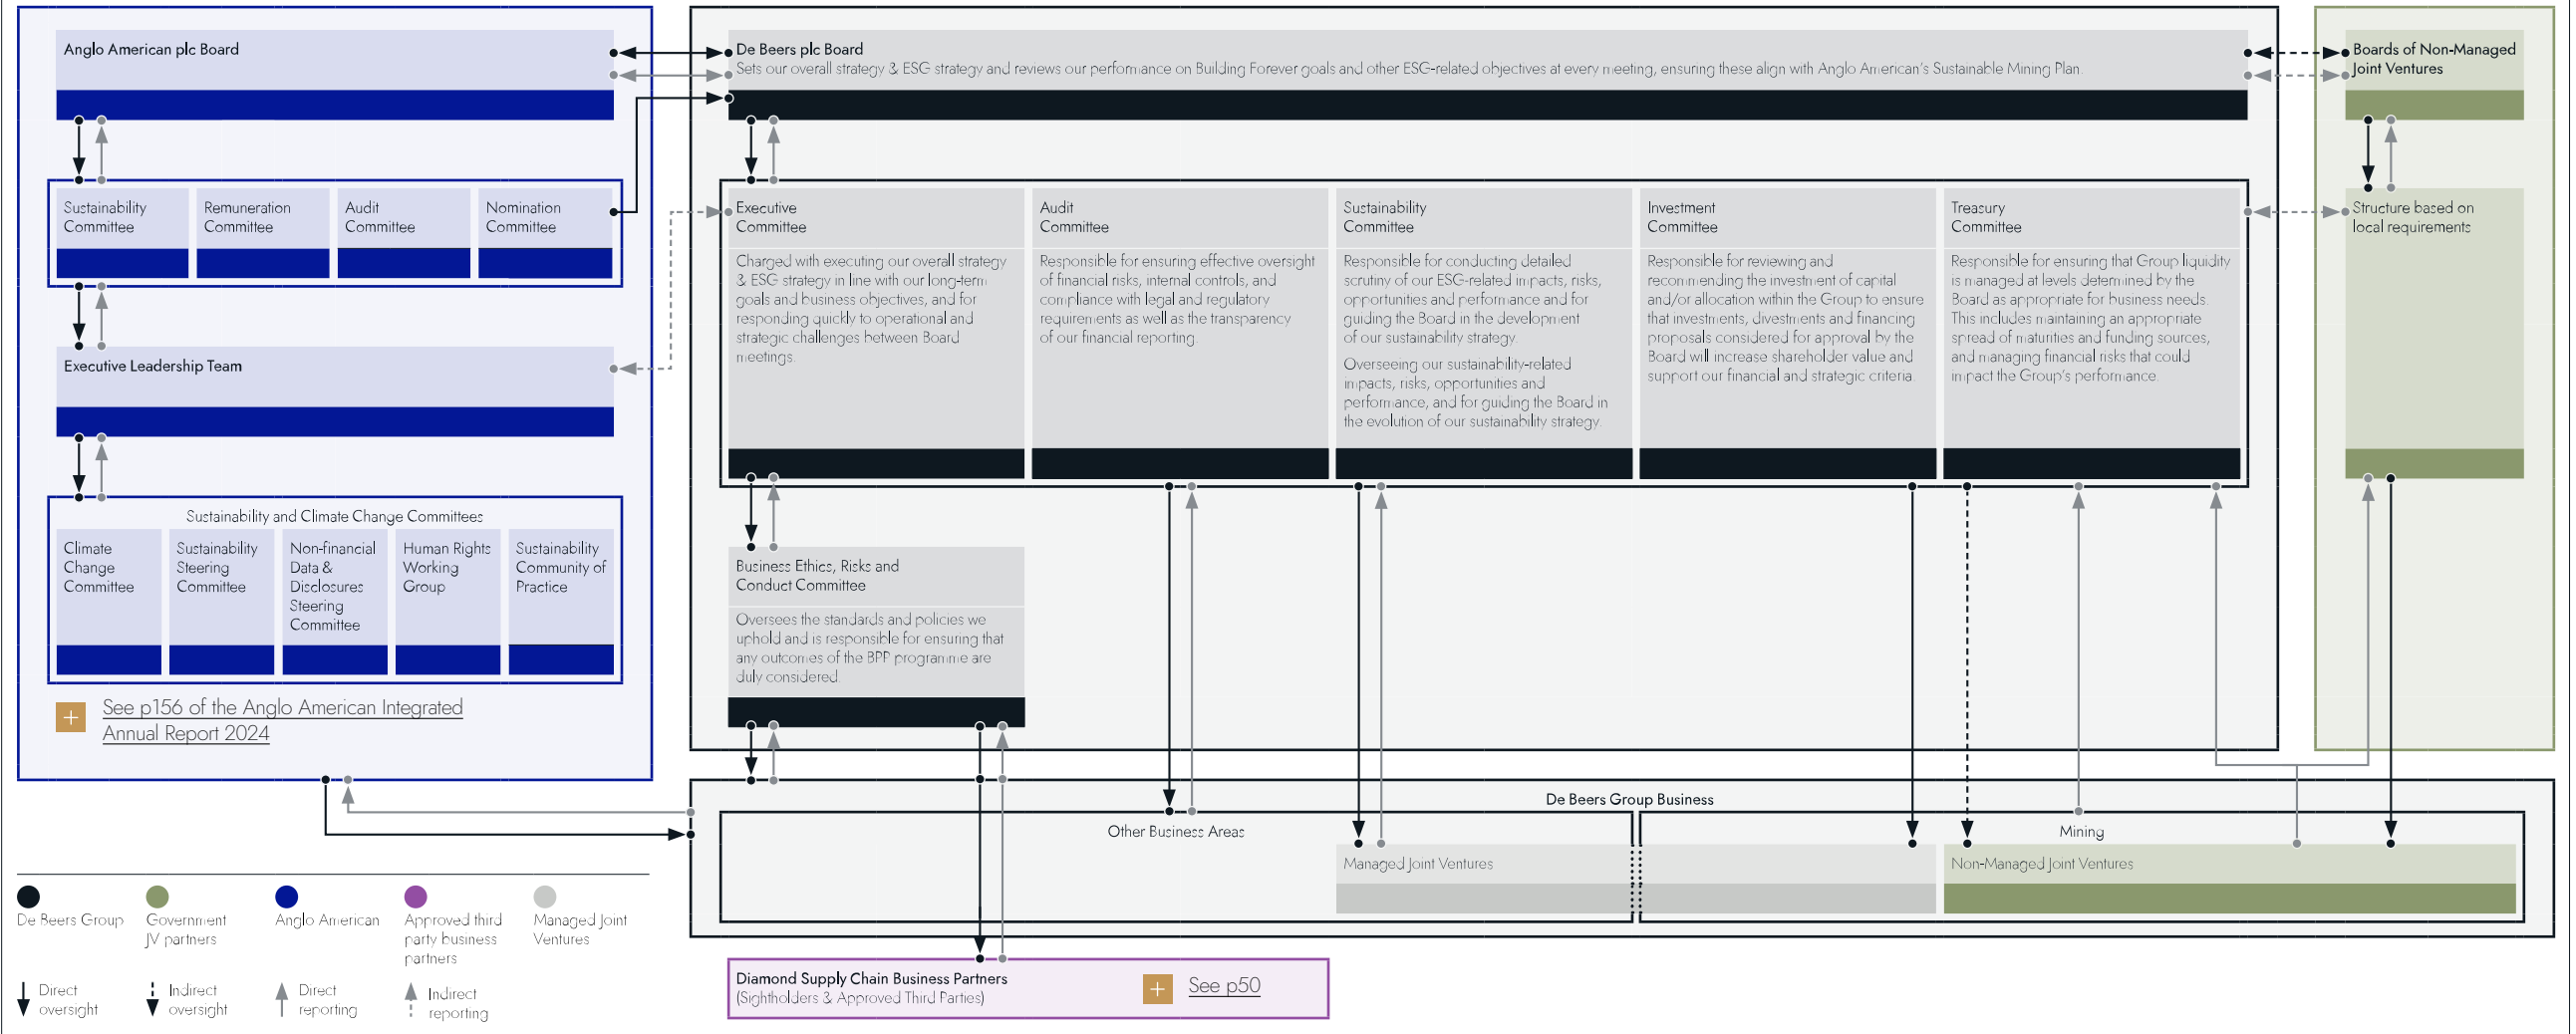 Anglo American plc Board
Sustainability
Committee
Remuneration
Committee
Audit
Committee
Nomination
Committee
Executive Leadership Team
Sustainability and Climate Change Committees
Climate
Change
Committee
Sustainability
Steering
Committee
Non-financial
Data &
Disclosures
Steering
Committee
Human Rights
Working
Group
Sustainability
Community of
Practice
See p156 of the Anglo American Integrated
Annual Report 2024
De Beers plc Board
Sets our overall strategy & ESG strategy and reviews our performance on Building Forever goals and other ESG-related objectives at every meeting, ensuring these align with Anglo American's Sustainable Mining Plan.
Executive
Committee
Charged with executing our overall strategy
& ESG strategy in line with our long-term
goals and business objectives, and for
responding quickly to operational and
strategic challenges between Board
meetings.
Audit
Committee
Responsible for ensuring effective oversight
of financial risks, internal controls, and
compliance with legal and regulatory
requirements as well as the transparency
of our financial reporting.
Sustainability
Committee
Responsible for conducting detailed
scrutiny of our ESG-related impacts, risks,
opportunities and performance and for
guiding the Board in the development
of our sustainability strategy.
Overseeing our sustainability-related
impacts, risks, opportunities and
performance, and for guiding the Board in
the evolution of our sustainability strategy.
Investment
Committee
Responsible for reviewing and
recommending the investment of capital
and/or allocation within the Group to ensure
that investments, divestments and financing
proposals considered for approval by the
Board will increase shareholder value and
support our financial and strategic criteria.
Treasury
Committee
Responsible for ensuring that Group liquidity
is managed at levels determined by the
Board as appropriate for business needs.
This includes maintaining an appropriate
spread of maturities and funding sources,
and managing financial risks that could
impact the Group's performance.
Business Ethics, Risks and
Conduct Committee
Oversees the standards and policies we
uphold and is responsible for ensuring that
any outcomes of the BPP programme are
duly considered.
Boards of Non-Managed
Joint Ventures
Structure based on
local requirements
De Beers Group Business
Other Business Areas
Mining
Managed Joint Ventures
Non-Managed Joint Ventures
Diamond Supply Chain Business Partners
(Sightholders & Approved Third Parties)
See p50
De Beers Group
Government
JV partners
Anglo American
Approved third
party business
partners
Managed Joint
Ventures
Direct
oversight
Indirect
oversight
Direct
reporting
Indirect
reporting